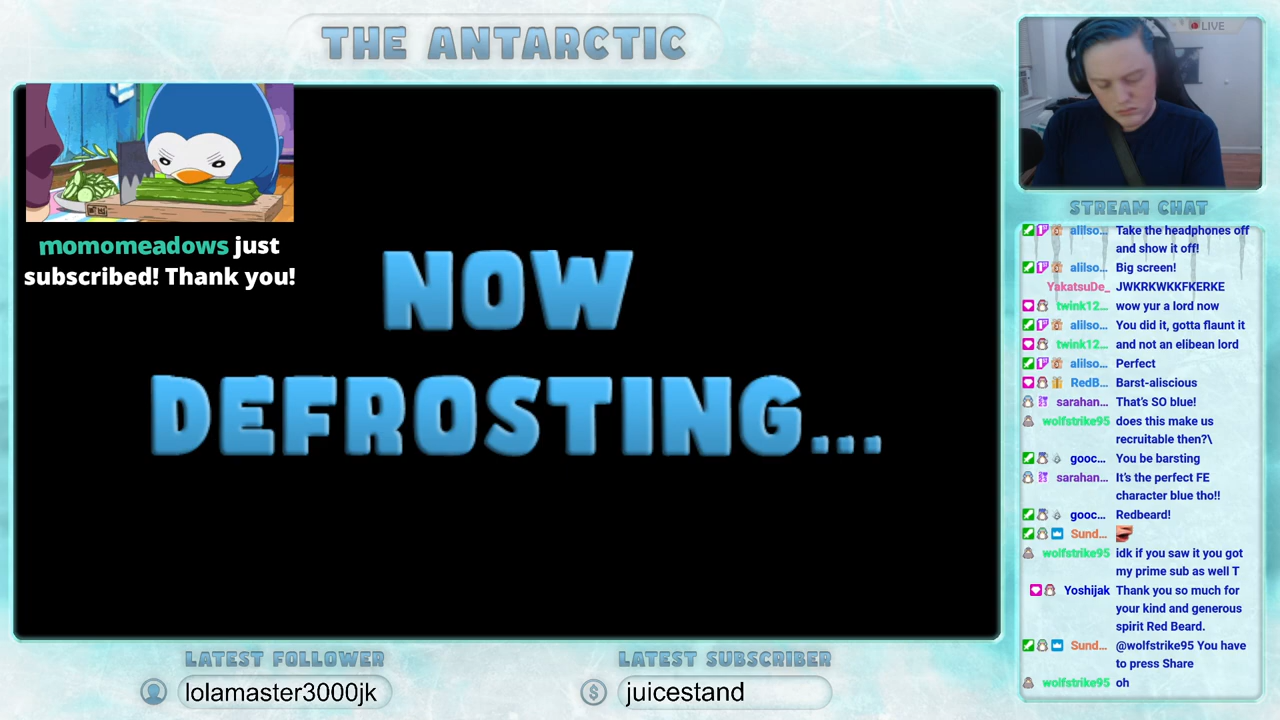 THE ANTARCTIC
LIVE
momomeadows just
subscribed! Thank you!
NOW
DEFROSTING...
STREAM CHAT
alilso... Take the headphones off
and show it off!
alilso... Big screen!
YakatsuDe_ JWKRKWKKFKERKE
twink12... wow yur a lord now
alilso... You did it, gotta flaunt it
twink12... and not an elibean lord
alilso... Perfect
RedB... Barst-aliscious
sarahan... That's SO blue!
wolfstrike95 does this make us
recruitable then?\
gooc... You be barsting
sarahan... It's the perfect FE
character blue tho!!
gooc... Redbeard!
Sund...
wolfstrike95 idk if you saw it you got
my prime sub as well T
Yoshijak Thank you so much for
your kind and generous
spirit Red Beard.
Sund... @wolfstrike95 You have
to press Share
wolfstrike95 oh
LATEST FOLLOWER
lolamaster3000jk
LATEST SUBSCRIBER
juicestand